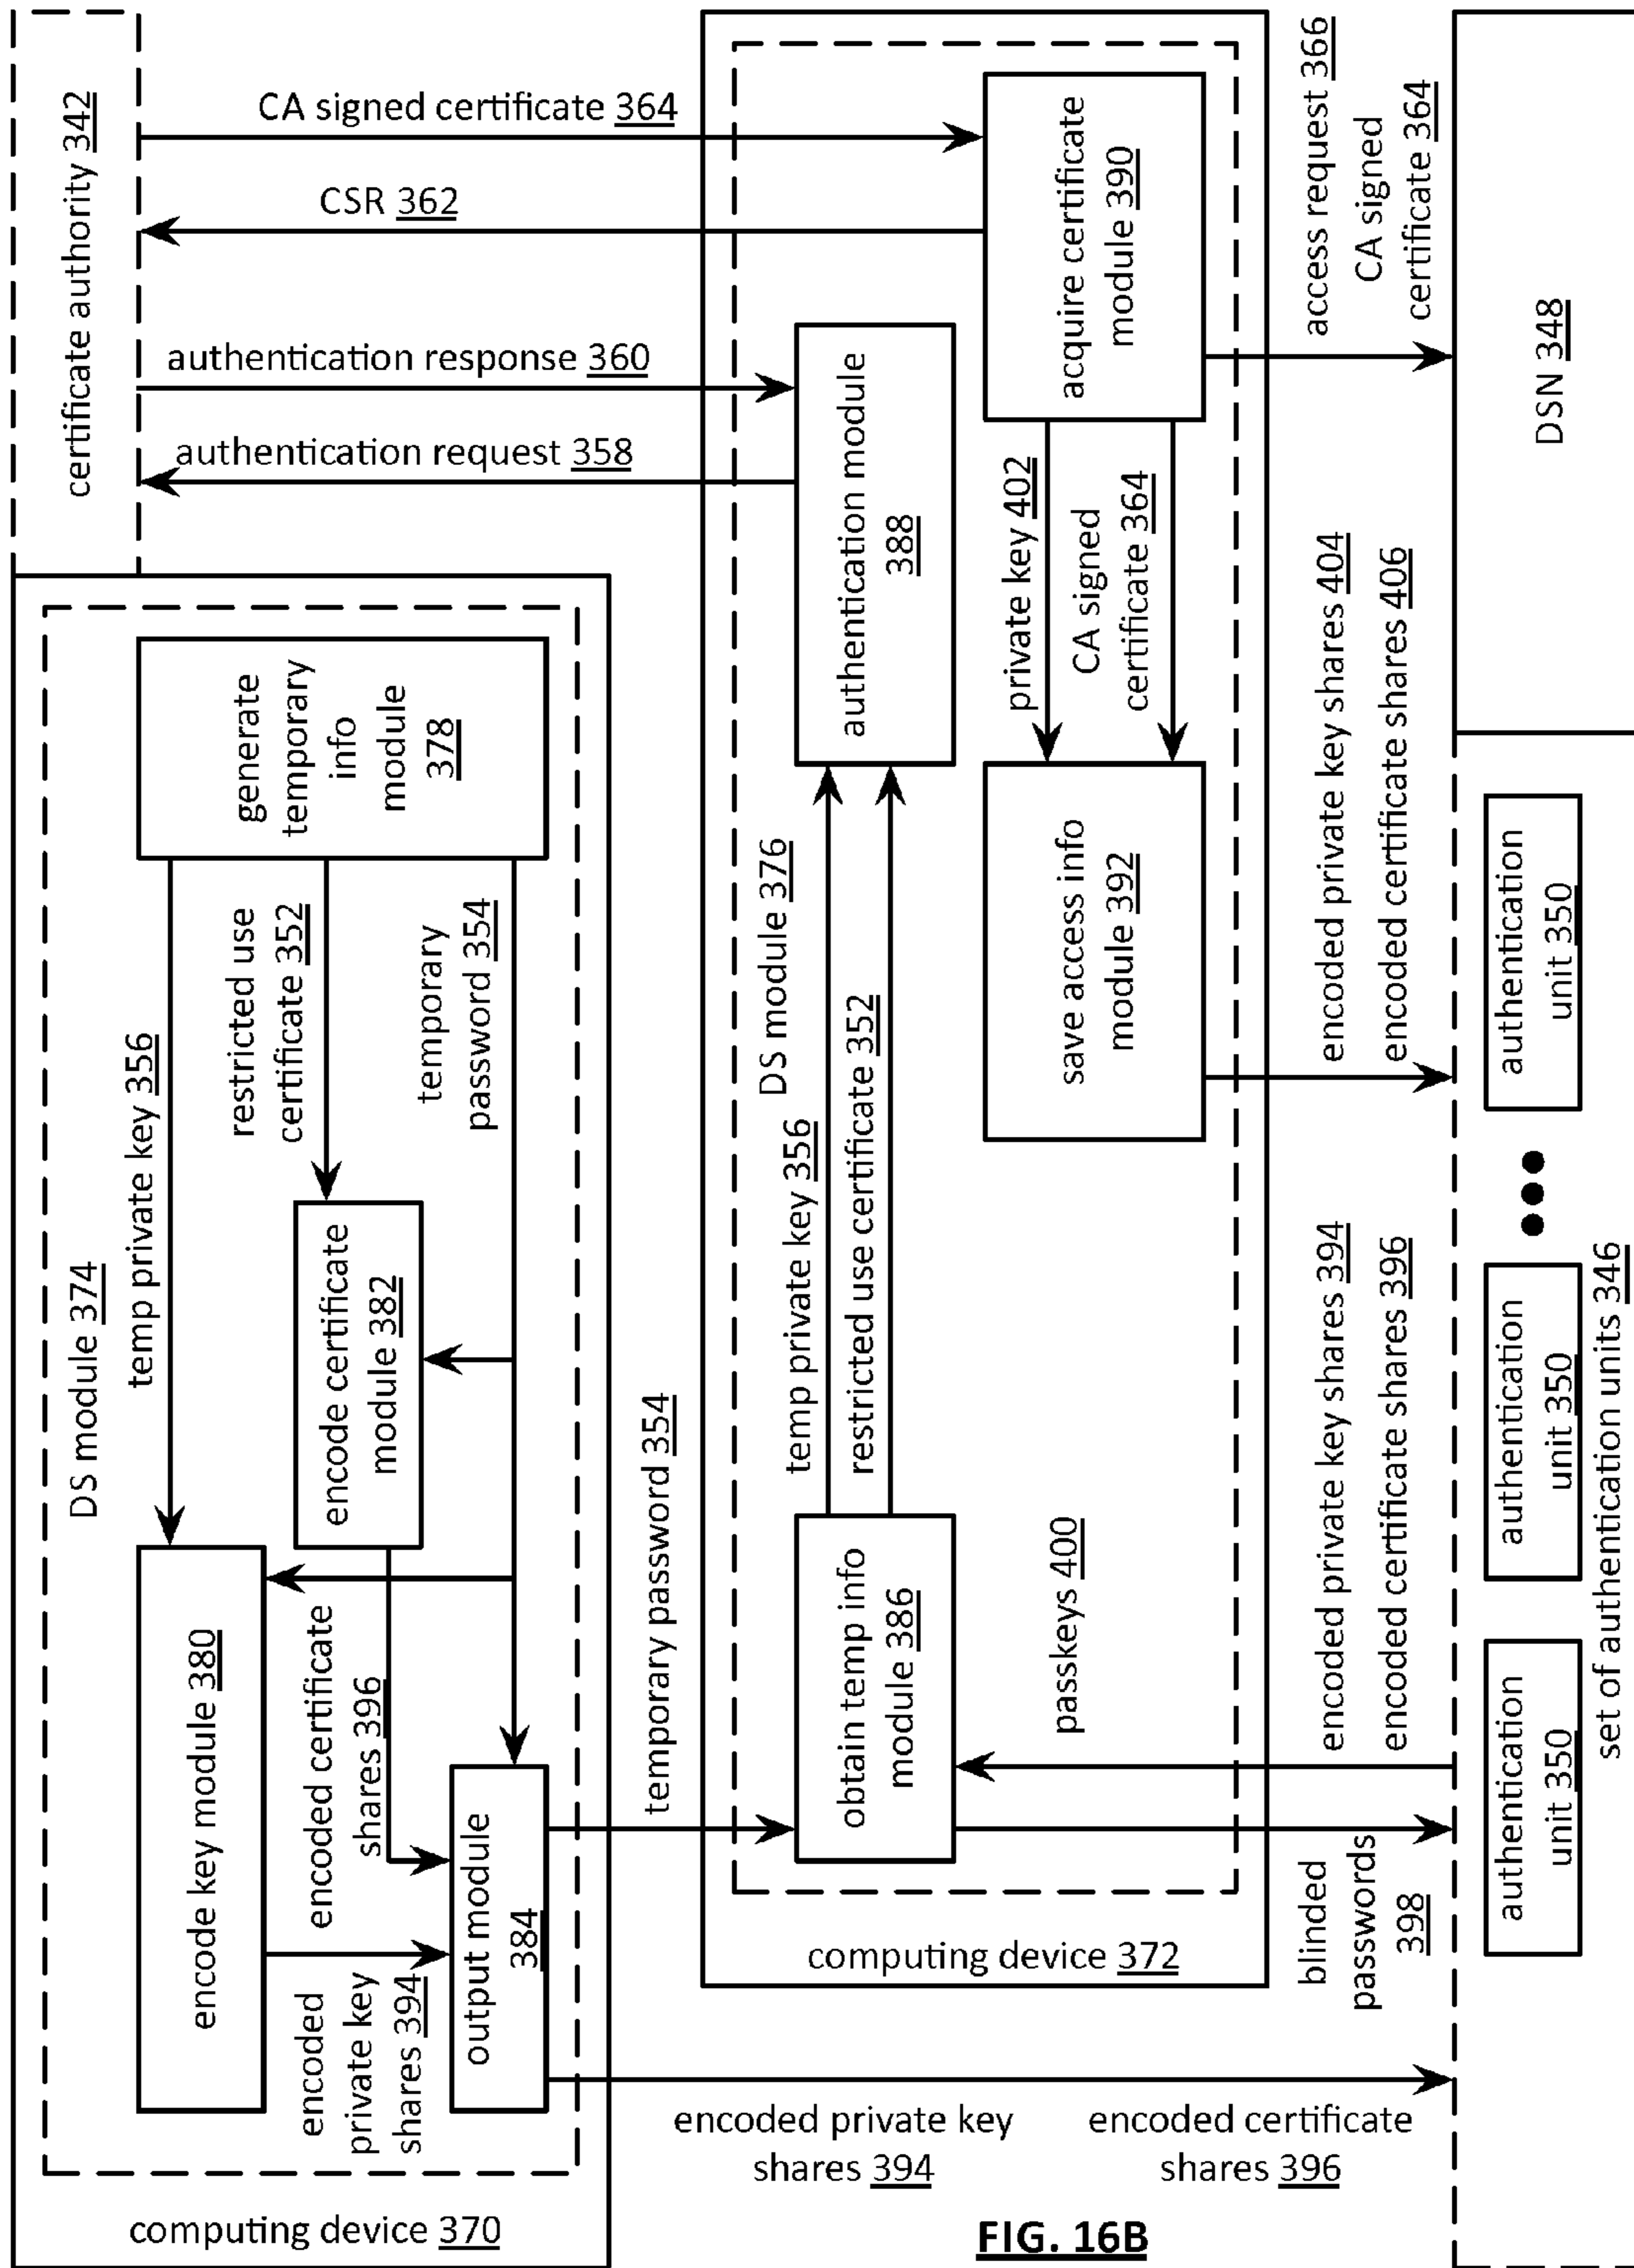 certificate authority 342
CA signed certificate 364
CSR 362
authentication response 360
authentication request 358
DS module 374
generate
temporary
info
module
378
temp private key 356
restricted use
certificate 352
temporary
password 354
encode certificate
module 382
encode key module 380
encoded certificate
shares 396
encoded
private key
shares 394
output module
384
computing device 370
temporary password 354
encoded private key
shares 394
encoded certificate
shares 396
DS module 376
acquire certificate
module 390
authentication module
388
private key 402
CA signed
certificate 364
save access info
module 392
temp private key 356
restricted use certificate 352
obtain temp info
module 386
passkeys 400
computing device 372
access request 366
CA signed
certificate 364
encoded private key shares 404
encoded certificate shares 406
encoded private key shares 394
encoded certificate shares 396
blinded
passwords
398
DSN 348
authentication
unit 350
authentication
unit 350
authentication
unit 350
set of authentication units 346
FIG. 16B